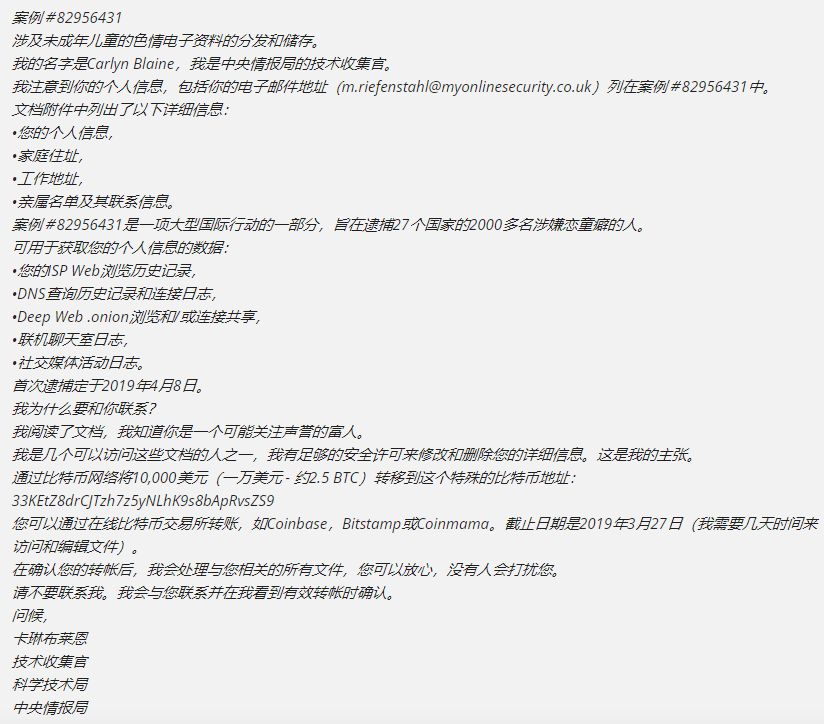 案例＃82956431
涉及未成年儿童的色情电子资料的分发和储存。
我的名字是Carlyn Blaine，我是中央情报局的技术收集官。
我注意到你的个人信息，包括你的电子邮件地址（m.riefenstahl@myonlinesecurity.co.uk）列在案例＃82956431中。
文档附件中列出了以下详细信息：
•您的个人信息，
•家庭住址，
•工作地址，
•亲属名单及其联系信息。
案例＃82956431是一项大型国际行动的一部分，旨在逮捕27个国家的2000多名涉嫌恋童癖的人。
可用于获取您的个人信息的数据：
•您的ISP Web浏览历史记录，
•DNS查询历史记录和连接日志，
•Deep Web .onion浏览和/或连接共享，
•联机聊天室日志，
•社交媒体活动日志。
首次逮捕定于2019年4月8日。
我为什么要和你联系？
我阅读了文档，我知道你是一个可能关注声誉的富人。
我是几个可以访问这些文档的人之一，我有足够的安全许可来修改和删除您的详细信息。这是我的主张。
通过比特币网络将10,000美元（一万美元 - 约2.5 BTC）转移到这个特殊的比特币地址：
33KEtZ8drCJTzh7z5yNLhK9s8bApRvsZS9
您可以通过在线比特币交易所转账，如Coinbase，Bitstamp或Coinmama。截止日期是2019年3月27日（我需要几天时间来
访问和编辑文件）。
在确认您的转帐后，我会处理与您相关的所有文件，您可以放心，没有人会打扰您。
请不要联系我。我会与您联系并在我看到有效转帐时确认。
问候，
卡琳布莱恩
技术收集官
科学技术局
中央情报局